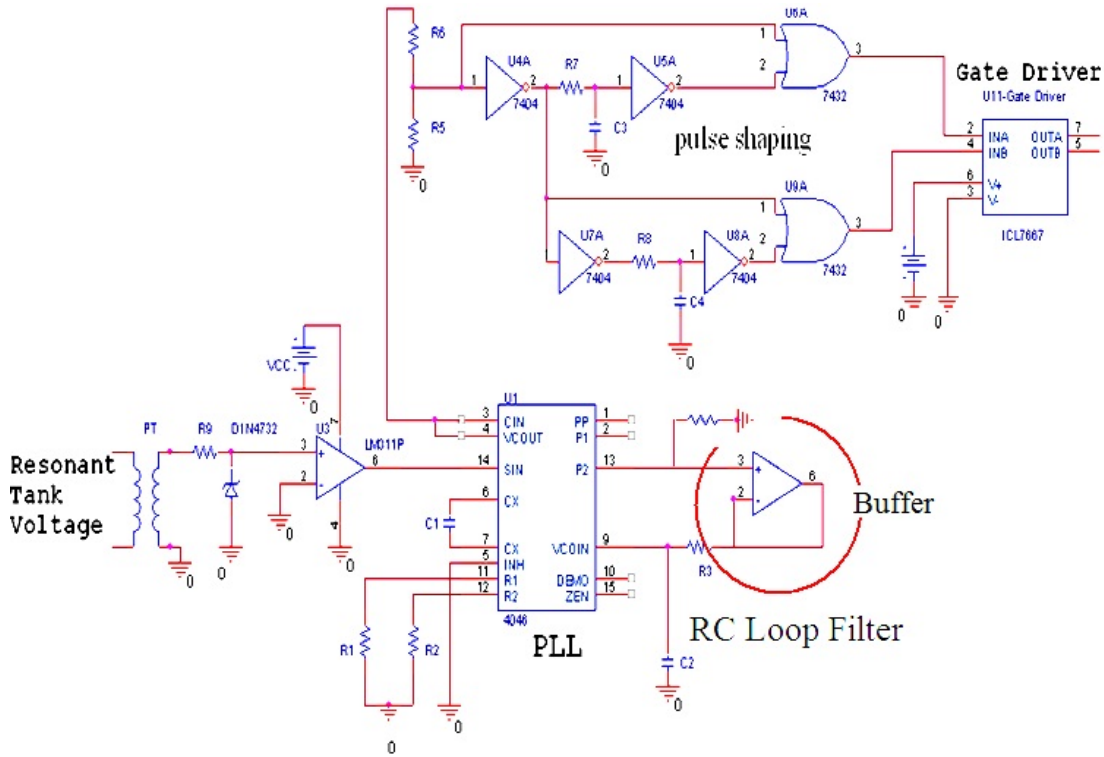 R6
R5
0
U4A
1
2
7404
R7
C3
0
U5A
1
2
7404
pulse shaping
U6A
1
2
3
7432
U9A
1
2
3
7432
U7A
1
2
7404
R8
C4
0
U8A
1
2
7404
Gate Driver
U11-Gate Driver
2
4
6
3
INA
INB
V+
V-
OUTA
OUTB
7
5
ICL7667
0
0
VCC
0
Resonant
Tank
Voltage
PT
0
R9
D1N4732
0
U3
LM311P
3
2
7
6
4
0
0
U1
3 CIN
4 VCOUT
14 SIN
6 CX
7 CX
5 INH
11 R1
12 R2
PP 1
P1 2
P2 13
VCOIN 9
DEMO 10
ZEN 15
4046
PLL
C1
R1
R2
0
0
3
2
6
Buffer
R3
RC Loop Filter
C2
0